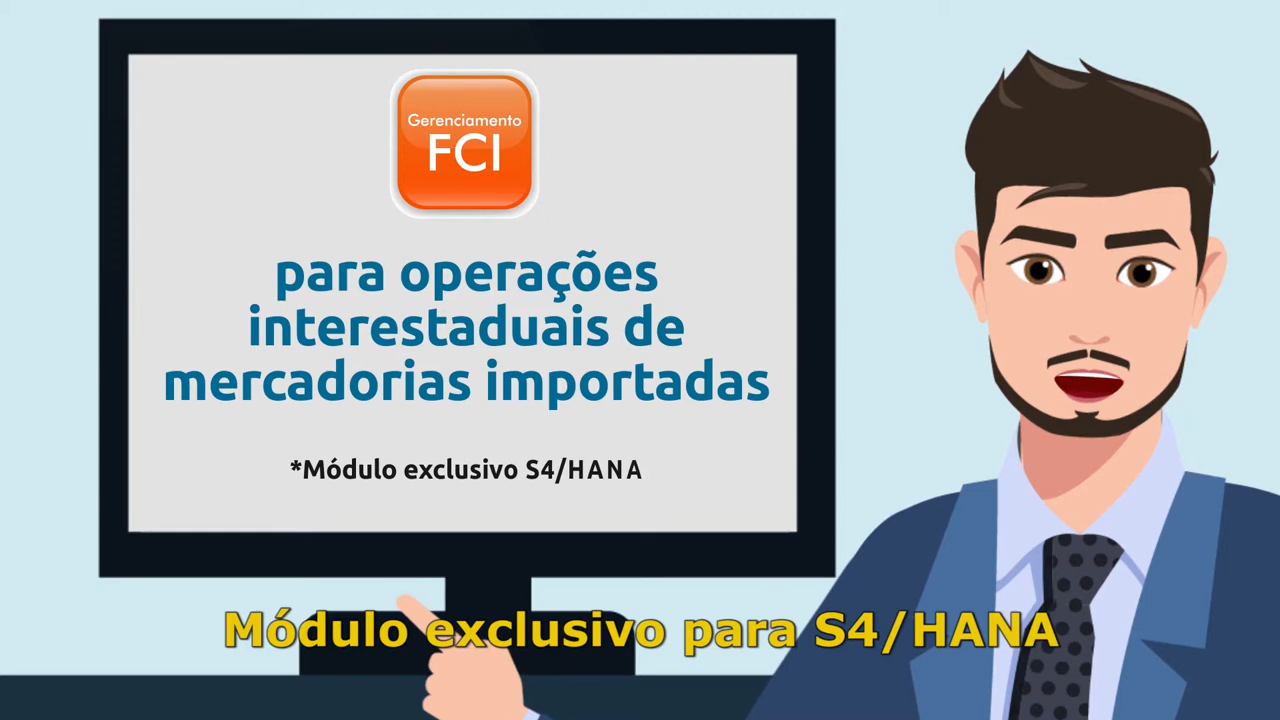 Gerenciamento
FCI
para operações
interestaduais de
mercadorias importadas
*Módulo exclusivo S4/HANA
Módulo exclusivo para S4/HANA